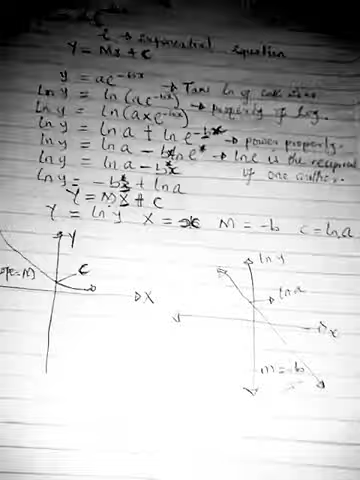 Exponential Equation
Y = Mx + C
y = ae^-bx → Take ln of
ln y = ln(ae^-bx)
ln y = ln(a x e^-bx) → property of log.
ln y = ln a + ln e^-bx → power property.
ln y = ln a - bx ln e → ln e is the reciprocal
ln y = ln a - bx of one another.
ln y = -bx + ln a
Y = MX + C
Y = ln y X = x M = -b C = ln a
Y
C
X
ln y
ln a
x
m = -b